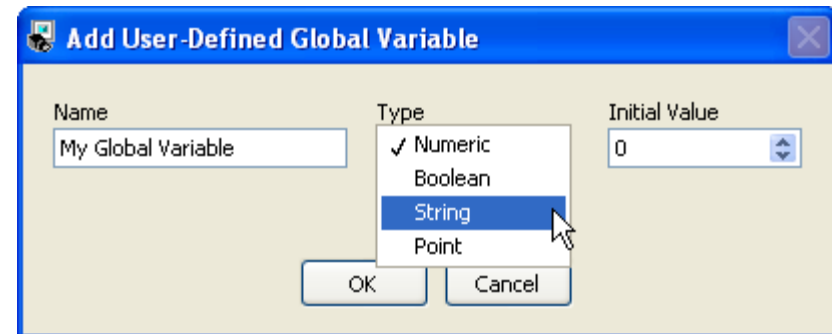 Add User-Defined Global Variable
Name Type Initial Value
My Global Variable ✓ Numeric 0
Boolean
String
Point
OK Cancel